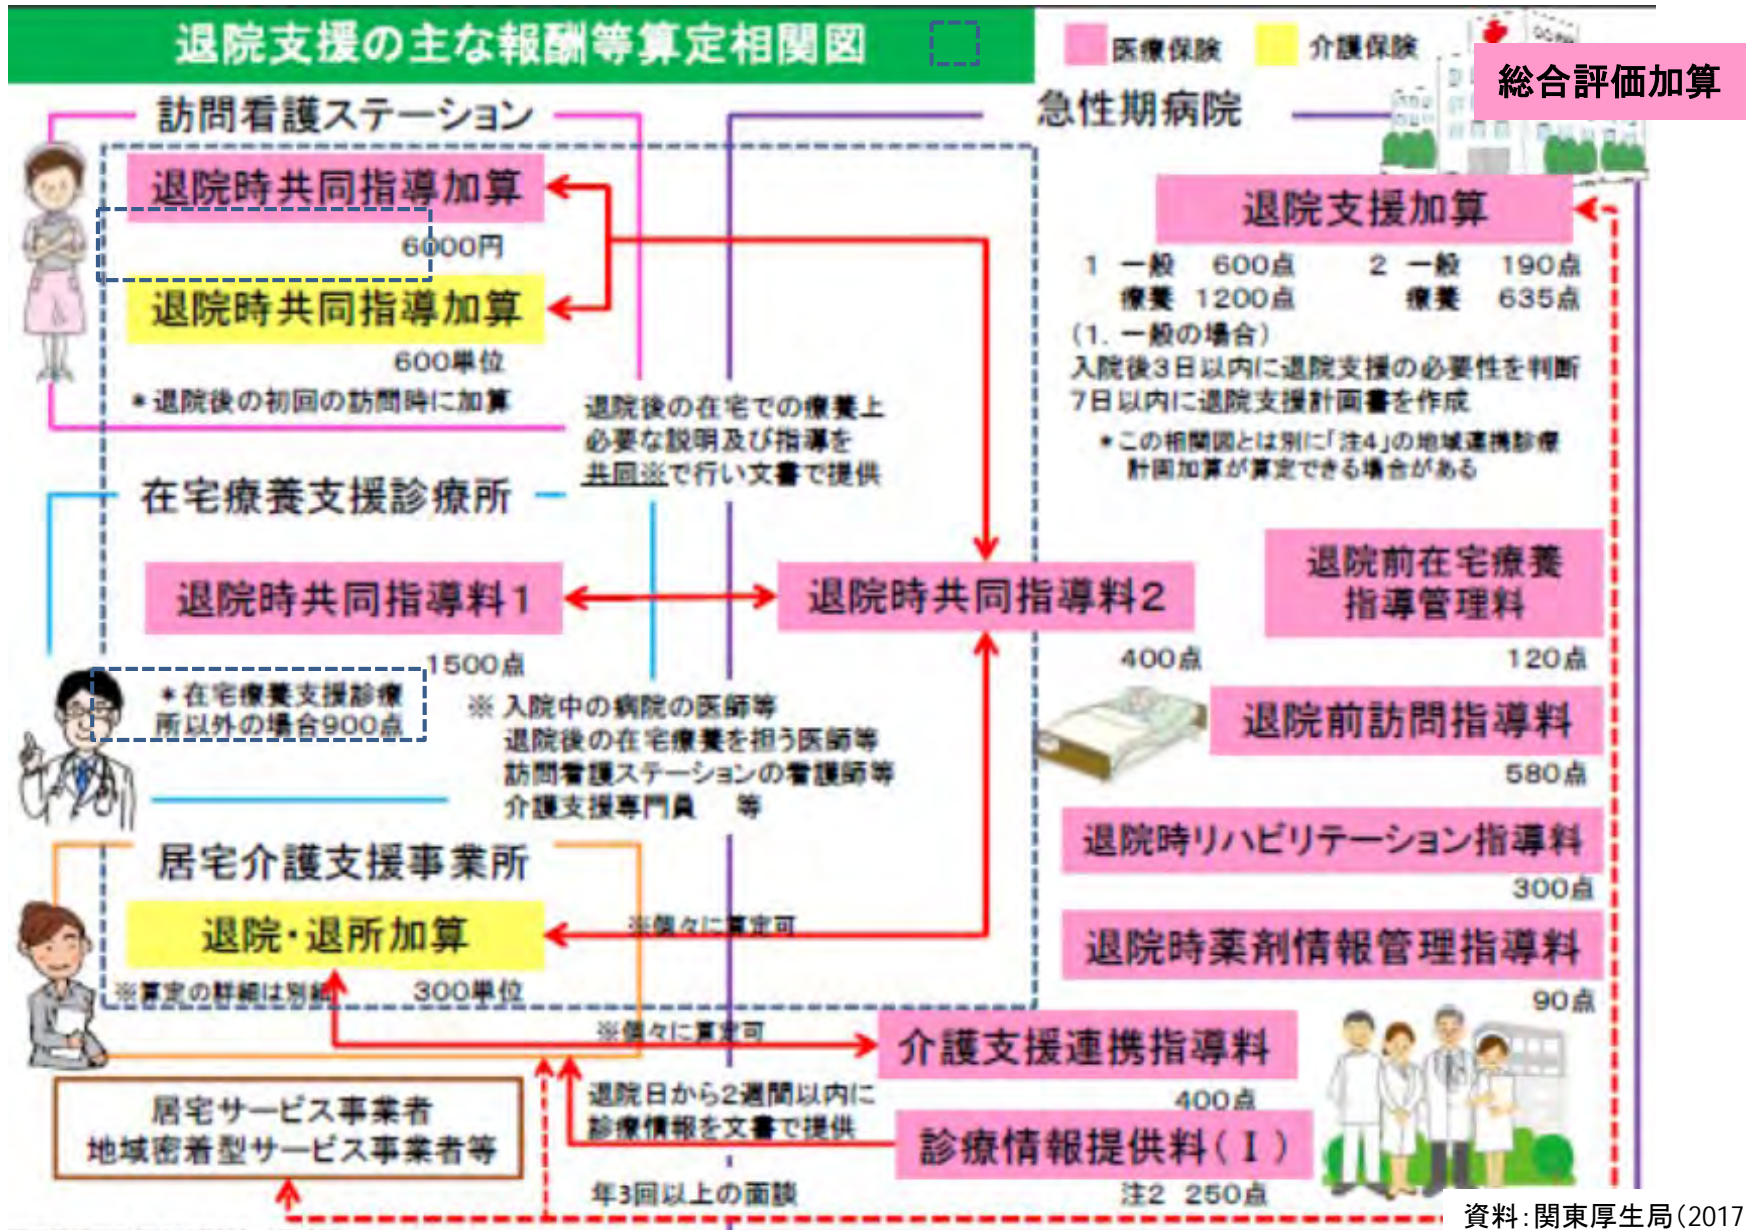 退院支援の主な報酬等算定相関図
医療保険
介護保険
総合評価加算
訪問看護ステーション
退院時共同指導加算
6000円
退院時共同指導加算
600単位
*退院後の初回の訪問時に加算
急性期病院
退院支援加算
1 一般 600点 2 一般 190点
療養 1200点 療養 635点
(1.一般の場合)
入院後3日以内に退院支援の必要性を判断
7日以内に退院支援計画書を作成
*この相関図とは別に「注4」の地域連携診療
計画加算が算定できる場合がある
退院後の在宅での療養上
必要な説明及び指導を
共同※で行い文書で提供
在宅療養支援診療所
退院時共同指導料1
1500点
*在宅療養支援診療
所以外の場合900点
退院時共同指導料2
400点
※ 入院中の病院の医師等
退院後の在宅療養を担う医師等
訪問看護ステーションの看護師等
介護支援専門員 等
退院前在宅療養
指導管理料
120点
退院前訪問指導料
580点
退院時リハビリテーション指導料
300点
退院時薬剤情報管理指導料
90点
居宅介護支援事業所
退院・退所加算
※個々に算定可
※算定の詳細は別紙
300単位
※個々に算定可
介護支援連携指導料
400点
居宅サービス事業者
地域密着型サービス事業者等
退院日から2週間以内に
診療情報を文書で提供
診療情報提供料(Ⅰ)
注2 250点
年3回以上の面談
資料:関東厚生局(2017